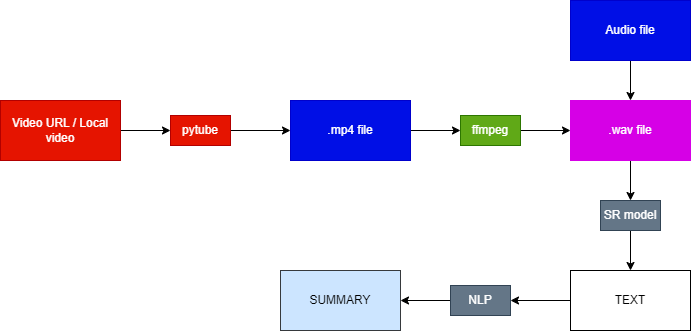 Audio file
Video URL / Local
video
pytube
.mp4 file
ffmpeg
.wav file
SR model
SUMMARY
NLP
TEXT